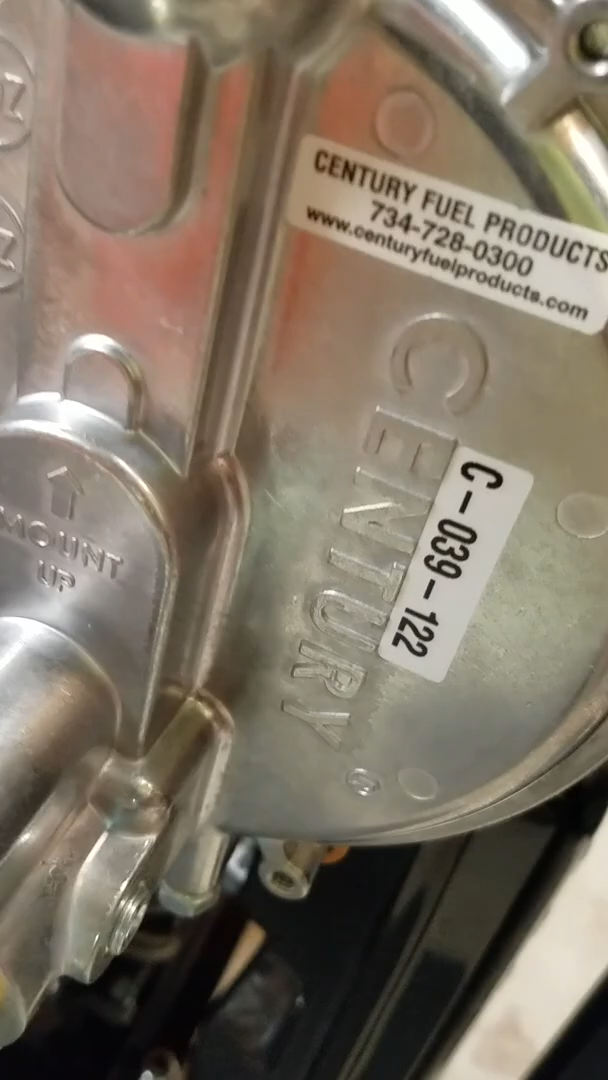 CENTURY FUEL PRODUCTS
734-728-0300
www.centuryfuelproducts.com
CENTURY ®
C-039-122
MOUNT
UP